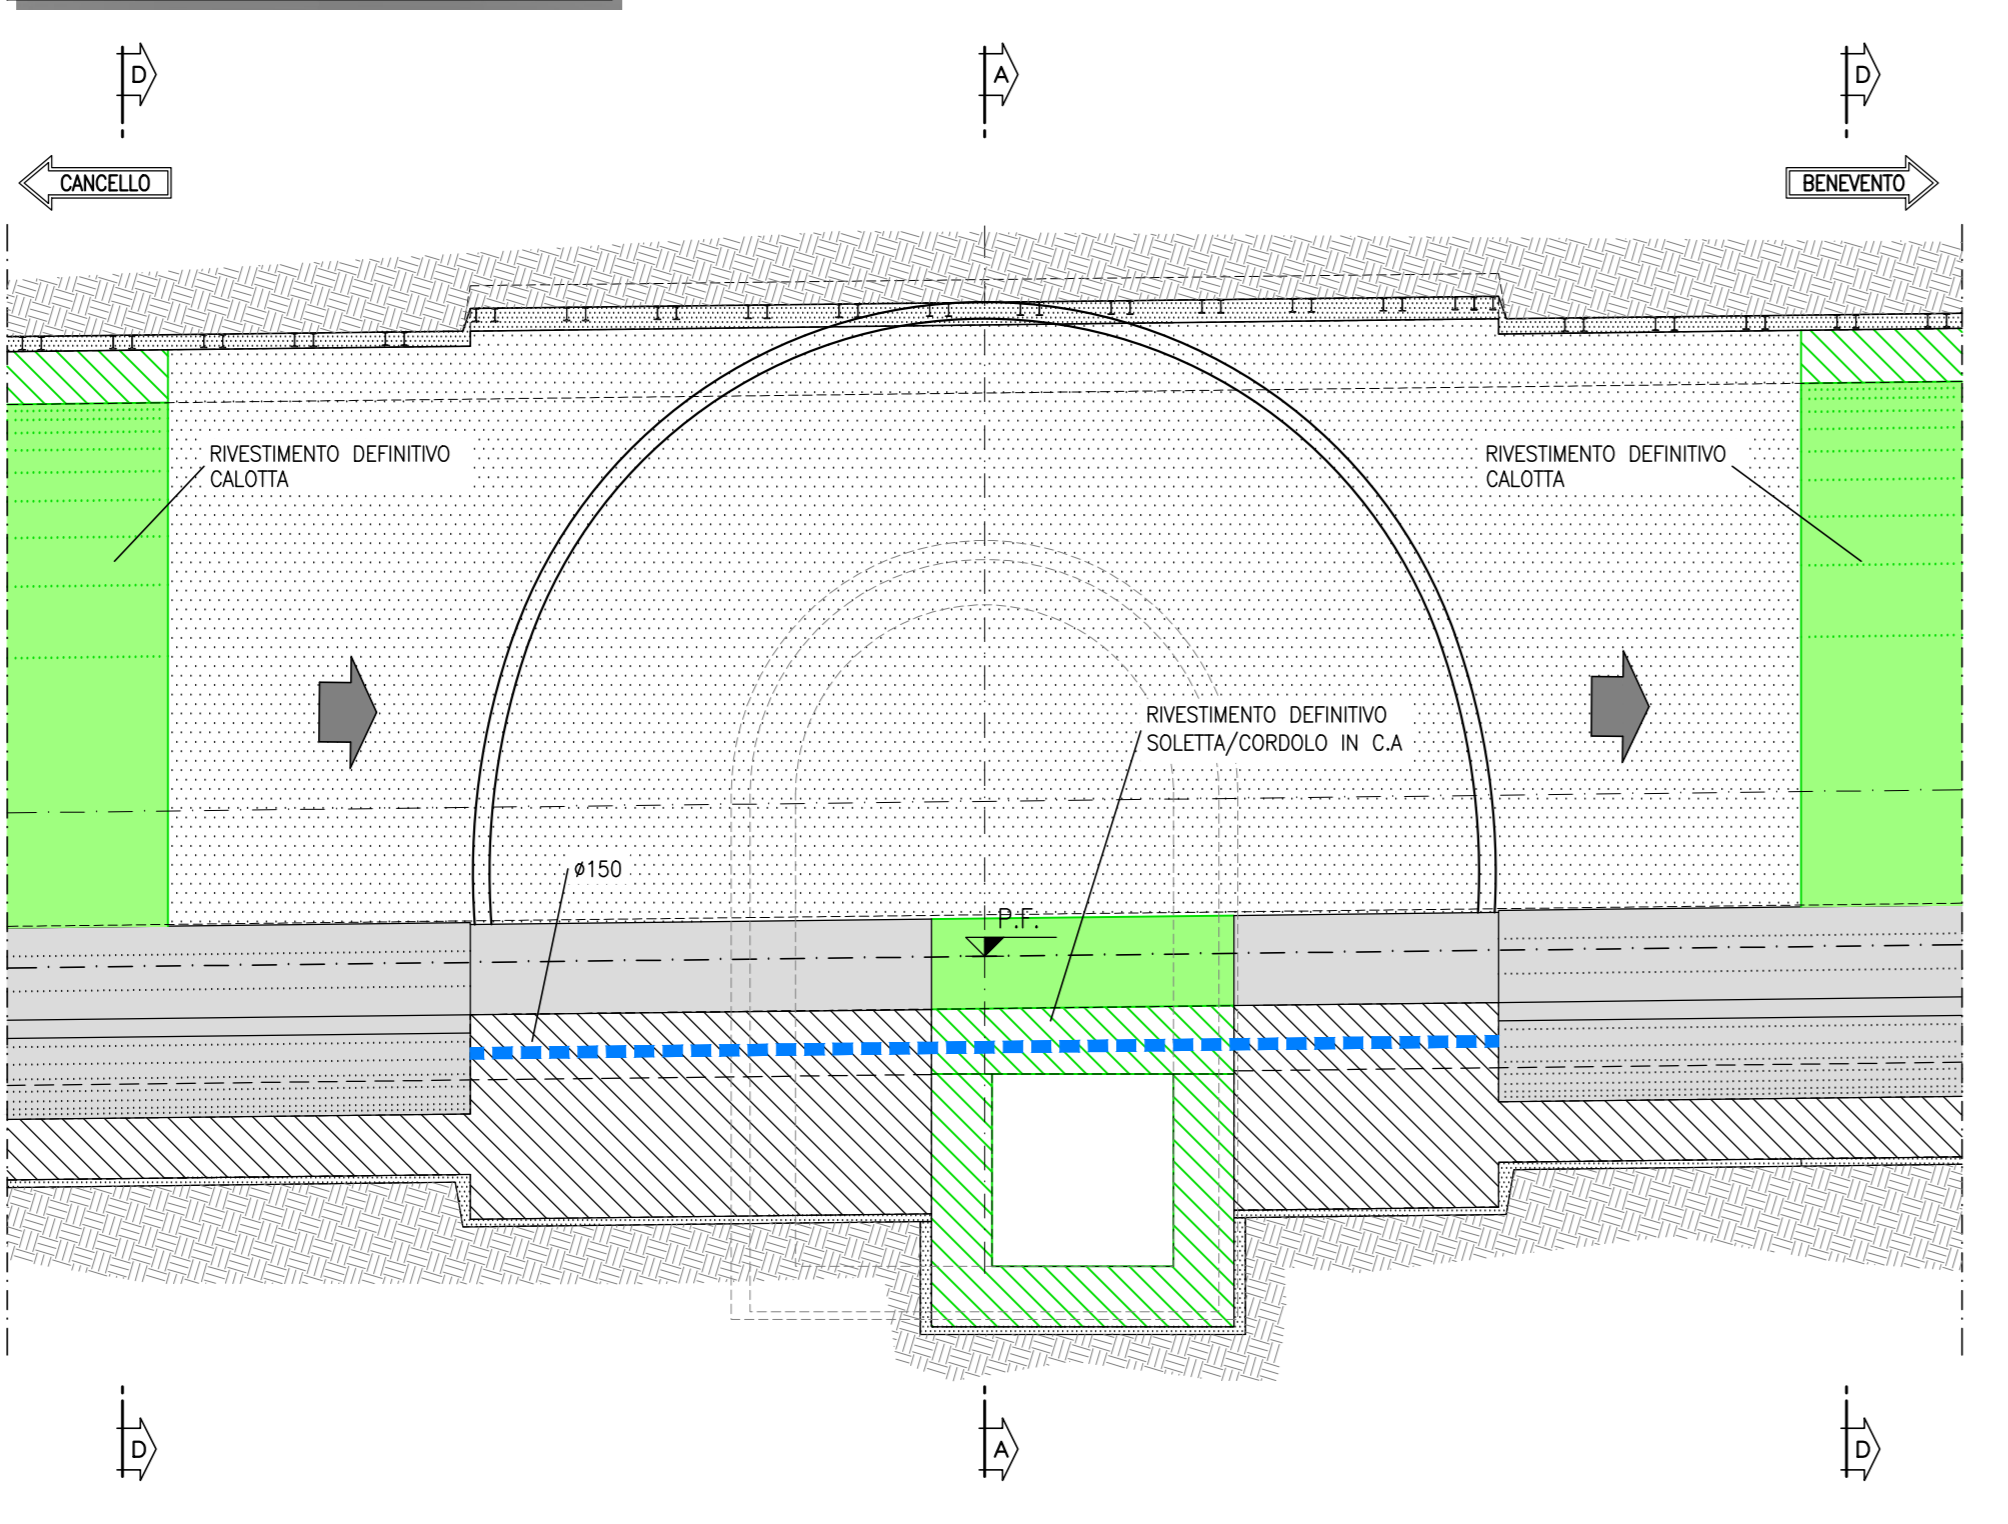 D
A
D
CANCELLO
BENEVENTO
RIVESTIMENTO DEFINITIVO
CALOTTA
RIVESTIMENTO DEFINITIVO
CALOTTA
RIVESTIMENTO DEFINITIVO
SOLETTA/CORDOLO IN C.A
ø150
P.F.
D
A
D